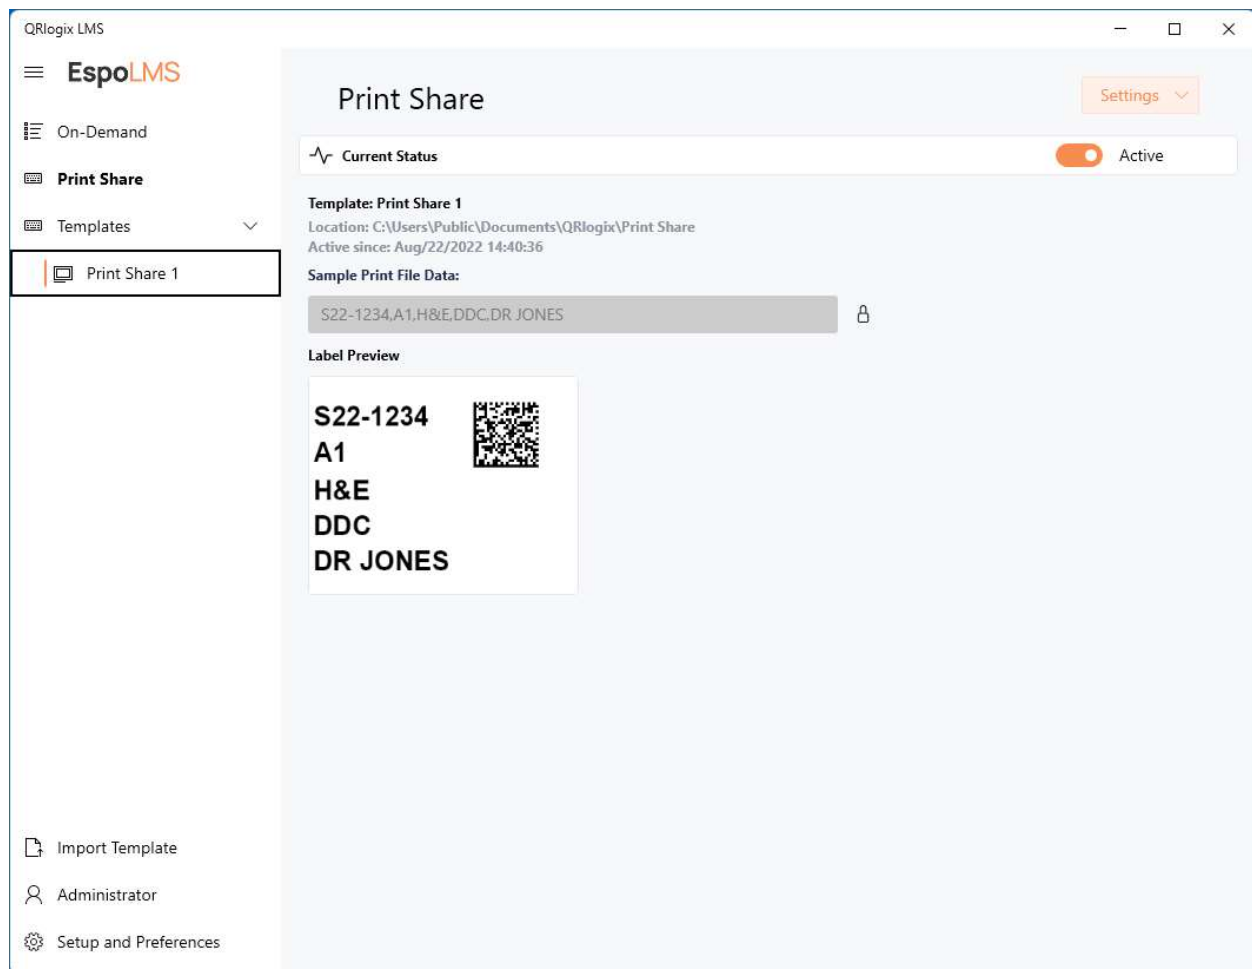 QRlogix LMS
EspoLMS
On-Demand
Print Share
Templates
Print Share 1
Import Template
Administrator
Setup and Preferences
Print Share
Settings
Current Status
Active
Template: Print Share 1
Location: C:\Users\Public\Documents\QRlogix\Print Share
Active since: Aug/22/2022 14:40:36
Sample Print File Data:
S22-1234,A1,H&E,DDC,DR JONES
Label Preview
S22-1234
A1
H&E
DDC
DR JONES